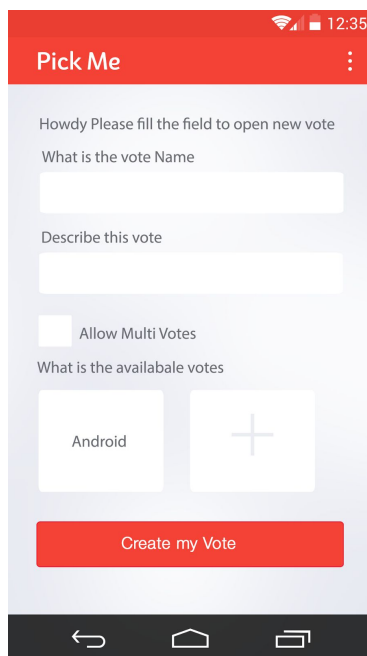 12:35
Pick Me
Howdy Please fill the field to open new vote
What is the vote Name
Describe this vote
Allow Multi Votes
What is the availabale votes
Android
Create my Vote